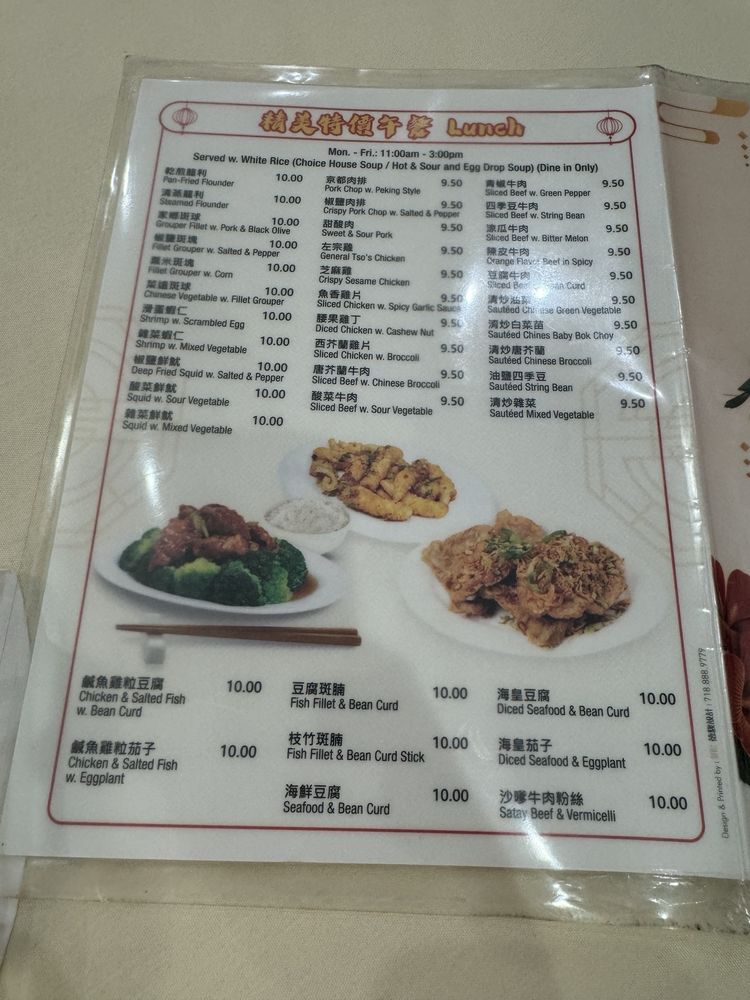 精美特價午餐 Lunch
Mon. - Fri.: 11:00am - 3:00pm
Served w. White Rice (Choice House Soup / Hot & Sour and Egg Drop Soup) (Dine in Only)
乾煎龍利 10.00
Pan-Fried Flounder
清蒸龍利 10.00
Steamed Flounder
家鄉斑球 10.00
Grouper Fillet w. Pork & Black Olive
椒鹽斑塊 10.00
Fillet Grouper w. Salted & Pepper
粟米斑塊 10.00
Fillet Grouper w. Corn
菜遠斑球 10.00
Chinese Vegetable w. Fillet Grouper
滑蛋蝦仁 10.00
Shrimp w. Scrambled Egg
雜菜蝦仁 10.00
Shrimp w. Mixed Vegetable
椒鹽鮮魷 10.00
Deep Fried Squid w. Salted & Pepper
酸菜鮮魷 10.00
Squid w. Sour Vegetable
雜菜鮮魷 10.00
Squid w. Mixed Vegetable
京都肉排 9.50
Pork Chop w. Peking Style
椒鹽肉排 9.50
Crispy Pork Chop w. Salted & Pepper
甜酸肉 9.50
Sweet & Sour Pork
左宗雞 9.50
General Tso's Chicken
芝麻雞 9.50
Crispy Sesame Chicken
魚香雞片 9.50
Sliced Chicken w. Spicy Garlic Sauce
腰果雞丁 9.50
Diced Chicken w. Cashew Nut
西芥蘭雞片 9.50
Sliced Chicken w. Broccoli
唐芥蘭牛肉 9.50
Sliced Beef w. Chinese Broccoli
酸菜牛肉 9.50
Sliced Beef w. Sour Vegetable
青椒牛肉 9.50
Sliced Beef w. Green Pepper
四季豆牛肉 9.50
Sliced Beef w. String Bean
涼瓜牛肉 9.50
Sliced Beef w. Bitter Melon
陳皮牛肉 9.50
Orange Flavor Beef in Spicy
豆腐牛肉 9.50
Sliced Bean Curd
清炒油菜 9.50
Sautéed Chinese Green Vegetable
清炒白菜苗 9.50
Sautéed Chines Baby Bok Choy
清炒唐芥蘭 9.50
Sautéed Chinese Broccoli
油鹽四季豆 9.50
Sautéed String Bean
清炒雜菜 9.50
Sautéed Mixed Vegetable
鹹魚雞粒豆腐 10.00
Chicken & Salted Fish
w. Bean Curd
鹹魚雞粒茄子 10.00
Chicken & Salted Fish
w. Eggplant
豆腐斑腩 10.00
Fish Fillet & Bean Curd
枝竹斑腩 10.00
Fish Fillet & Bean Curd Stick
海鮮豆腐 10.00
Seafood & Bean Curd
海皇豆腐 10.00
Diced Seafood & Bean Curd
海皇茄子 10.00
Diced Seafood & Eggplant
沙嗲牛肉粉絲 10.00
Satay Beef & Vermicelli
Design & Printed by: 718.888.9779